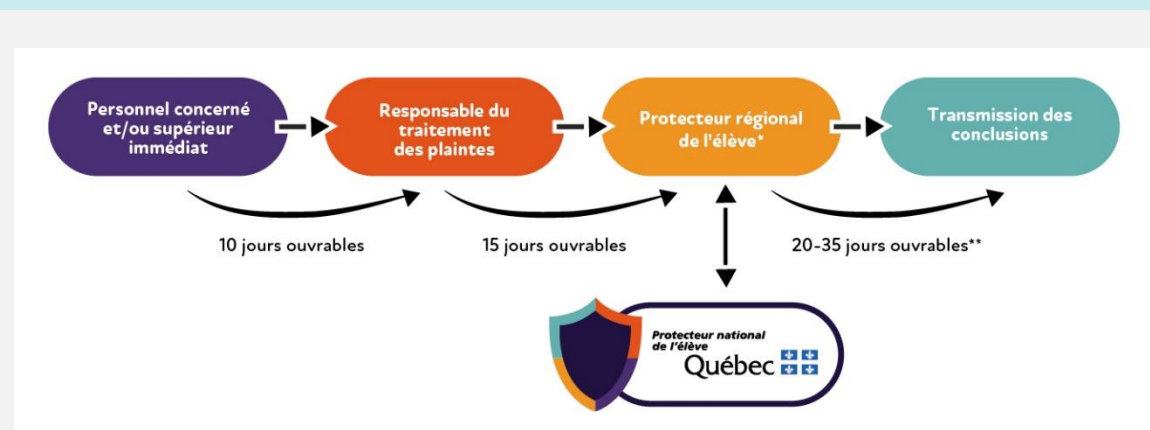 Personnel concerné
et/ou supérieur
immédiat
Responsable du
traitement
des plaintes
Protecteur régional
de l'élève*
Transmission des
conclusions
10 jours ouvrables
15 jours ouvrables
20-35 jours ouvrables**
Protecteur national
de l'élève
Québec